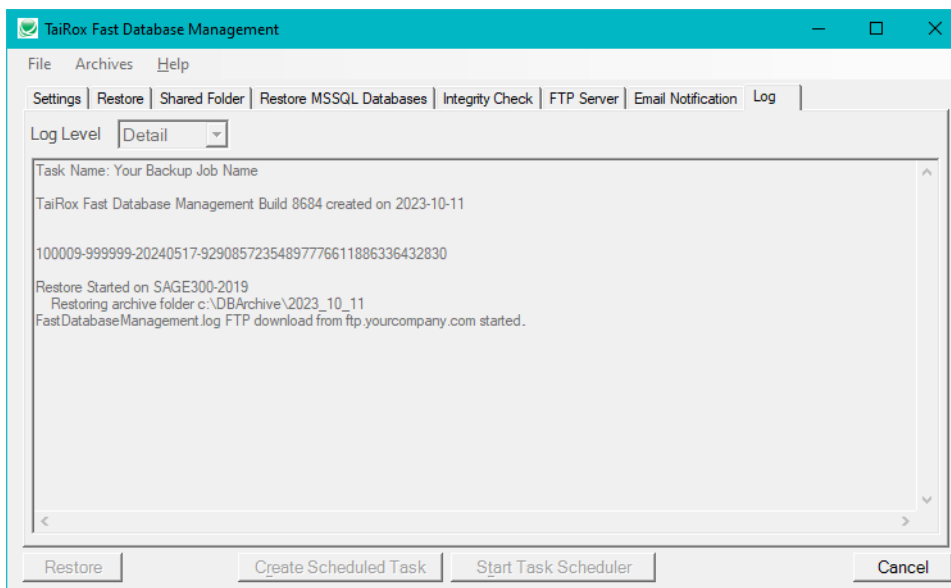 TaiRox Fast Database Management
File Archives Help
Settings Restore Shared Folder Restore MSSQL Databases Integrity Check FTP Server Email Notification Log
Log Level Detail
Task Name: Your Backup Job Name
TaiRox Fast Database Management Build 8684 created on 2023-10-11
100009-999999-20240517-92908572354897776611886336432830
Restore Started on SAGE300-2019
Restoring archive folder c:\DBArchive\2023_10_11
FastDatabaseManagement.log FTP download from ftp.yourcompany.com started.
Restore Create Scheduled Task Start Task Scheduler Cancel